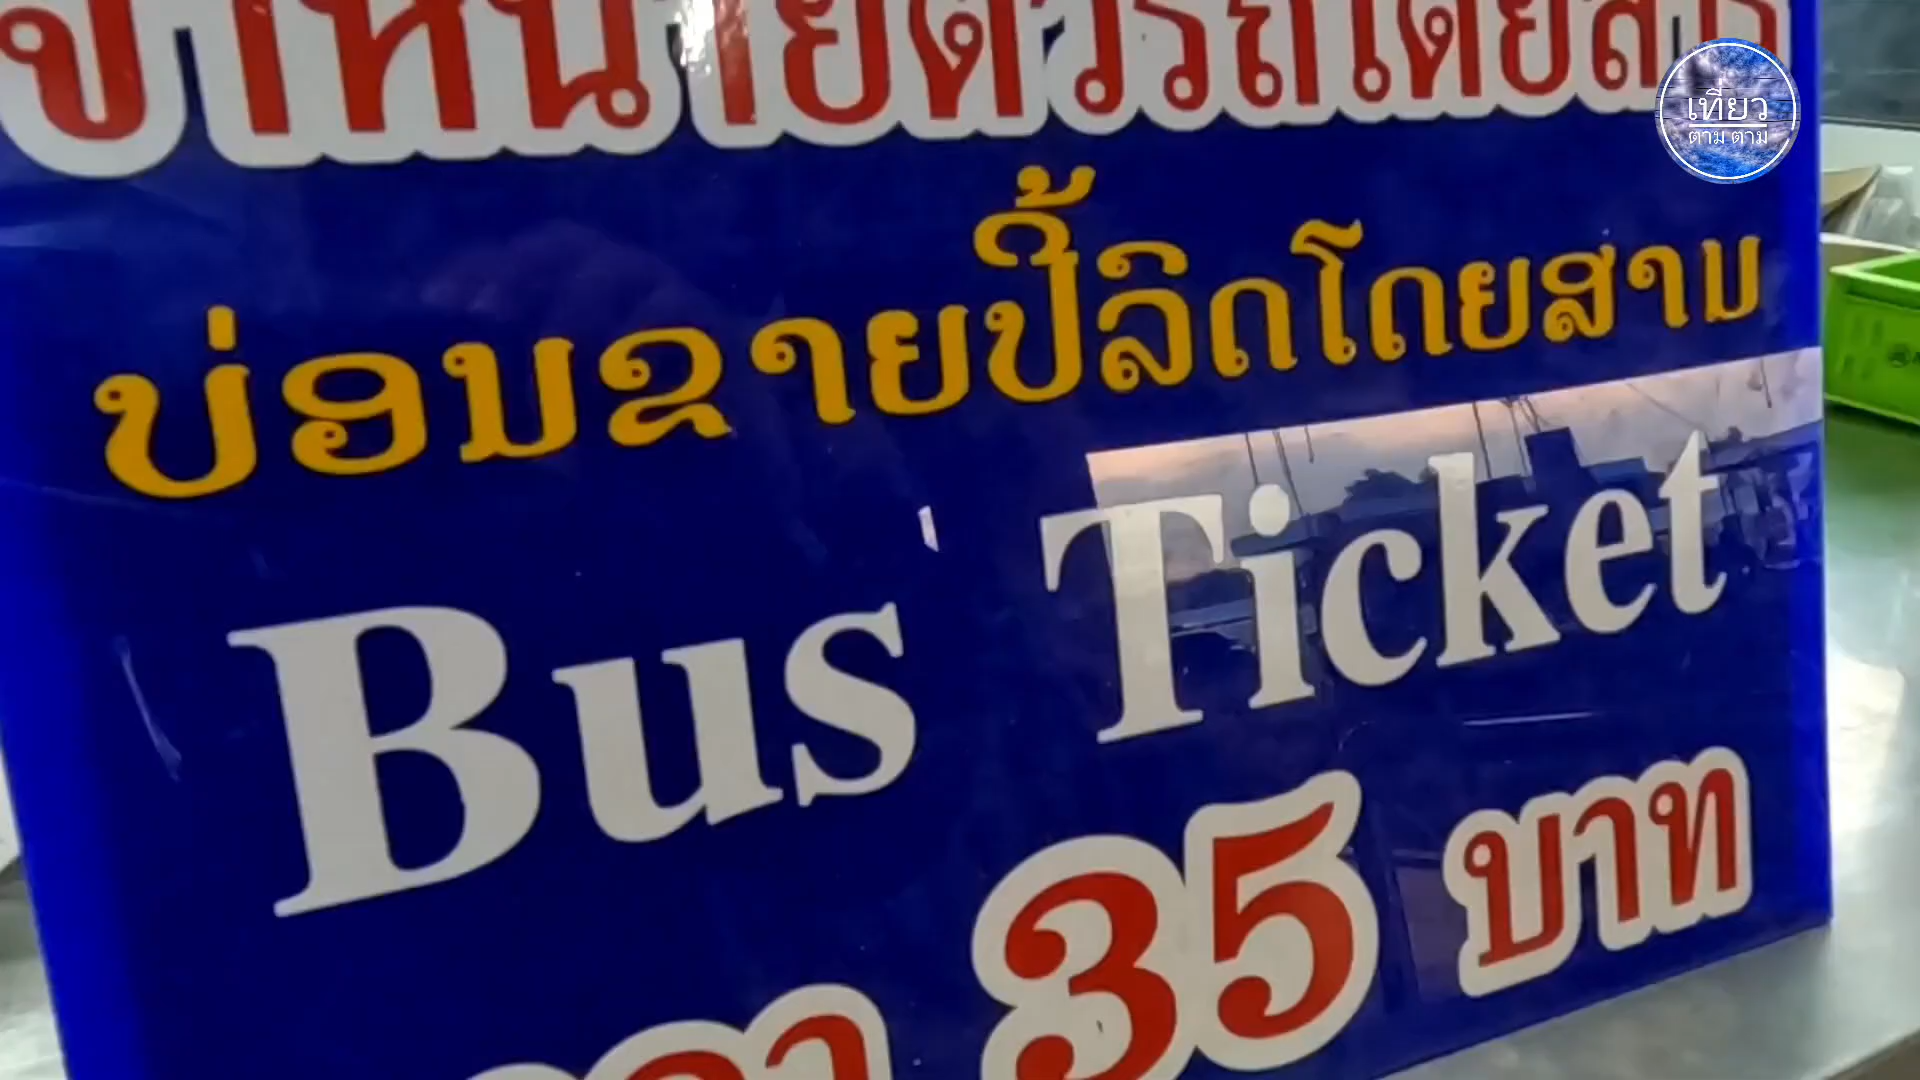 จำหน่ายตั๋วรถโดยสาร
ບ່ອນຂາຍປີ້ລົດໂດຍສານ
Bus Ticket
35 บาท
เที่ยว
ตาม ตาม